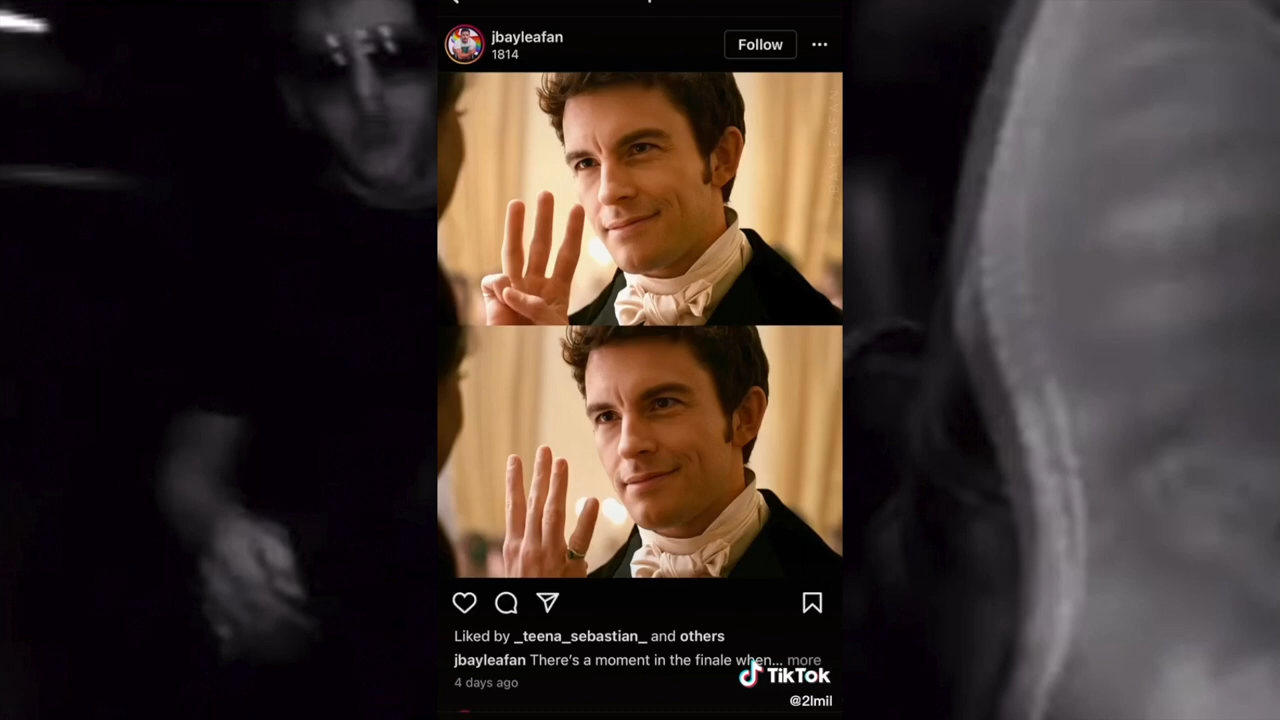 jbayleafan
1814
Follow
JBAYLEAFAN
Liked by _teena_sebastian_ and others
jbayleafan There's a moment in the finale when... more
4 days ago
TikTok
@2lmil